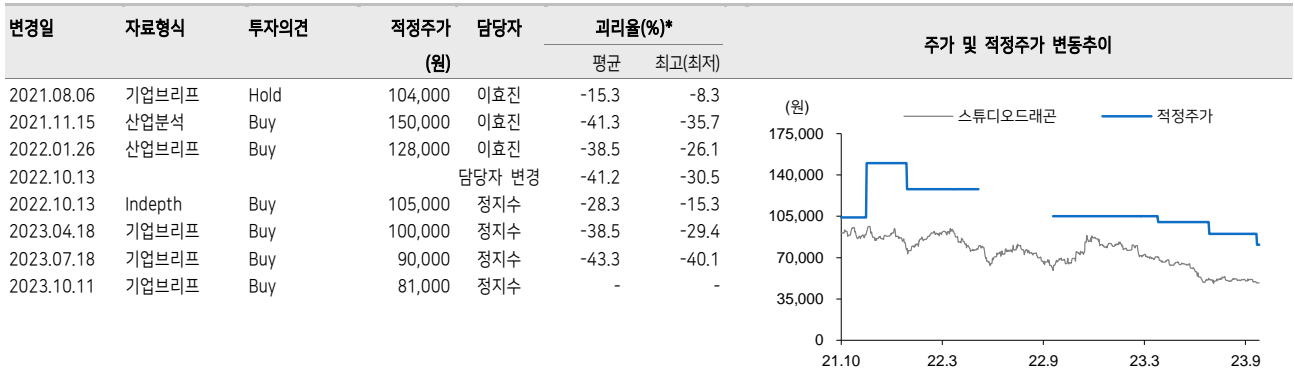 변경일 자료형식 투자의견 적정주가 담당자 괴리율(%)*
(원) 평균 최고(최저)
2021.08.06 기업브리프 Hold 104,000 이효진 -15.3 -8.3
2021.11.15 산업분석 Buy 150,000 이효진 -41.3 -35.7
2022.01.26 산업브리프 Buy 128,000 이효진 -38.5 -26.1
2022.10.13 담당자 변경 -41.2 -30.5
2022.10.13 Indepth Buy 105,000 정지수 -28.3 -15.3
2023.04.18 기업브리프 Buy 100,000 정지수 -38.5 -29.4
2023.07.18 기업브리프 Buy 90,000 정지수 -43.3 -40.1
2023.10.11 기업브리프 Buy 81,000 정지수 - -
주가 및 적정주가 변동추이
(원) 스튜디오드래곤 적정주가
175,000
140,000
105,000
70,000
35,000
0
21.10 22.3 22.9 23.3 23.9